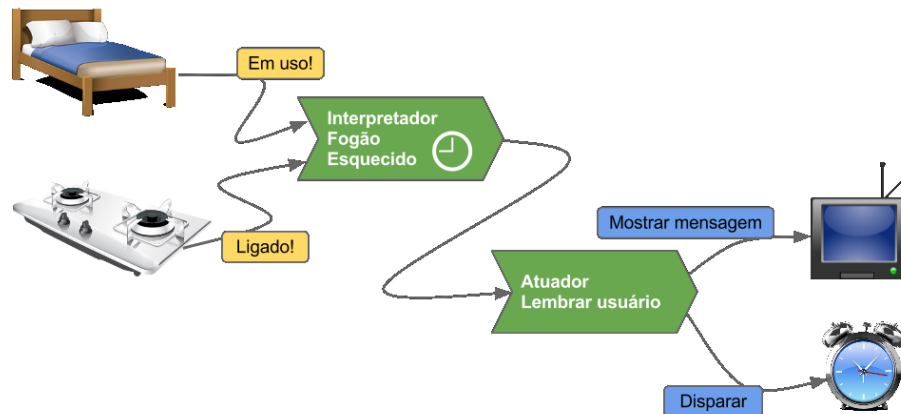 Em uso!
Interpretador
Fogão
Esquecido
Ligado!
Mostrar mensagem
Atuador
Lembrar usuário
Disparar